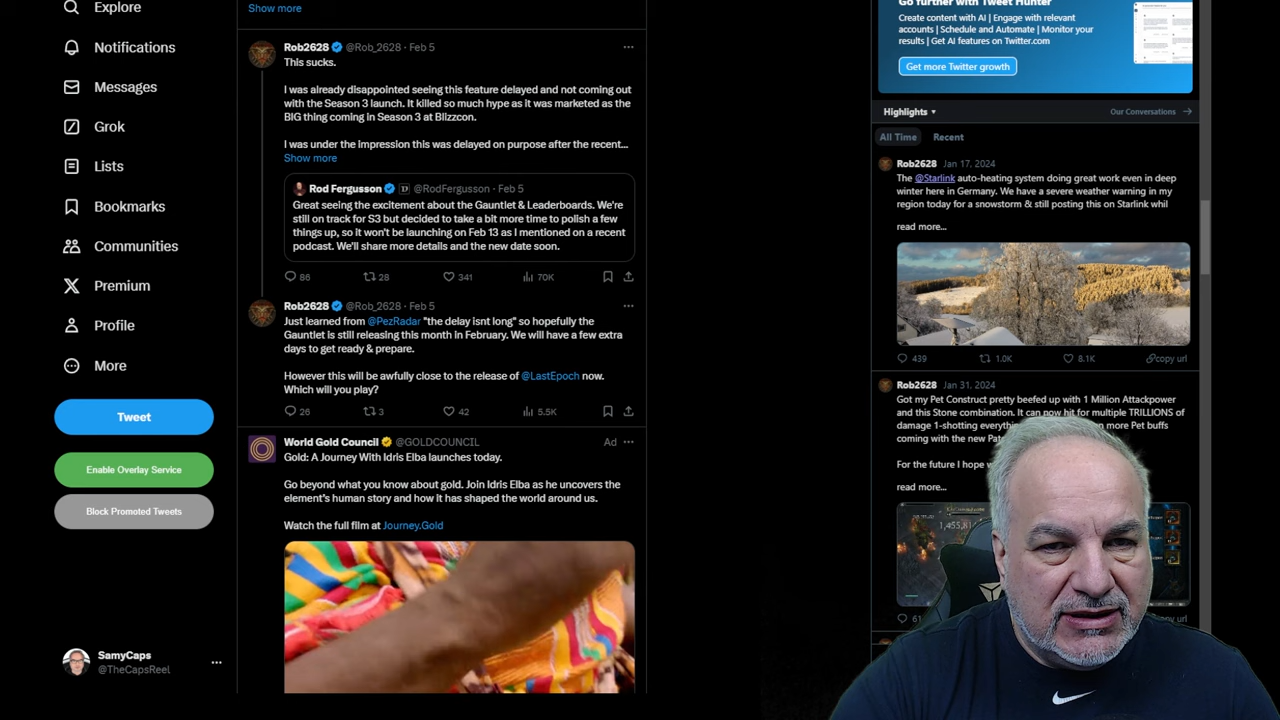 Explore
Notifications
Messages
Grok
Lists
Bookmarks
Communities
Premium
Profile
More
Tweet
Enable Overlay Service
Block Promoted Tweets
SamyCaps
@TheCapsReel
Show more
Rob2628 @Rob_2628 · Feb 5
This sucks.
I was already disappointed seeing this feature delayed and not coming out
with the Season 3 launch. It killed so much hype as it was marketed as the
BIG thing coming in Season 3 at Blizzcon.
I was under the impression this was delayed on purpose after the recent...
Show more
Rod Fergusson @RodFergusson · Feb 5
Great seeing the excitement about the Gauntlet & Leaderboards. We're
still on track for S3 but decided to take a bit more time to polish a few
things up, so it won't be launching on Feb 13 as I mentioned on a recent
podcast. We'll share more details and the new date soon.
86 28 341 70K
Rob2628 @Rob_2628 · Feb 5
Just learned from @PezRadar "the delay isnt long" so hopefully the
Gauntlet is still releasing this month in February. We will have a few extra
days to get ready & prepare.
However this will be awfully close to the release of @LastEpoch now.
Which will you play?
26 3 42 5.5K
World Gold Council @GOLDCOUNCIL Ad
Gold: A Journey With Idris Elba launches today.
Go beyond what you know about gold. Join Idris Elba as he uncovers the
element's human story and how it has shaped the world around us.
Watch the full film at Journey.Gold
Go further with Tweet Hunter
Create content with AI | Engage with relevant
accounts | Schedule and Automate | Monitor your
results | Get AI features on Twitter.com
Get more Twitter growth
Highlights Our Conversations
All Time Recent
Rob2628 Jan 17, 2024
The @Starlink auto-heating system doing great work even in deep
winter here in Germany. We have a severe weather warning in my
region today for a snowstorm & still posting this on Starlink whil
read more...
439 1.0K 8.1K copy url
Rob2628 Jan 31, 2024
Got my Pet Construct pretty beefed up with 1 Million Attackpower
and this Stone combination. It can now hit for multiple TRILLIONS of
damage 1-shotting everything more Pet buffs
coming with the new
For the future I hope
read more...
61 copy url